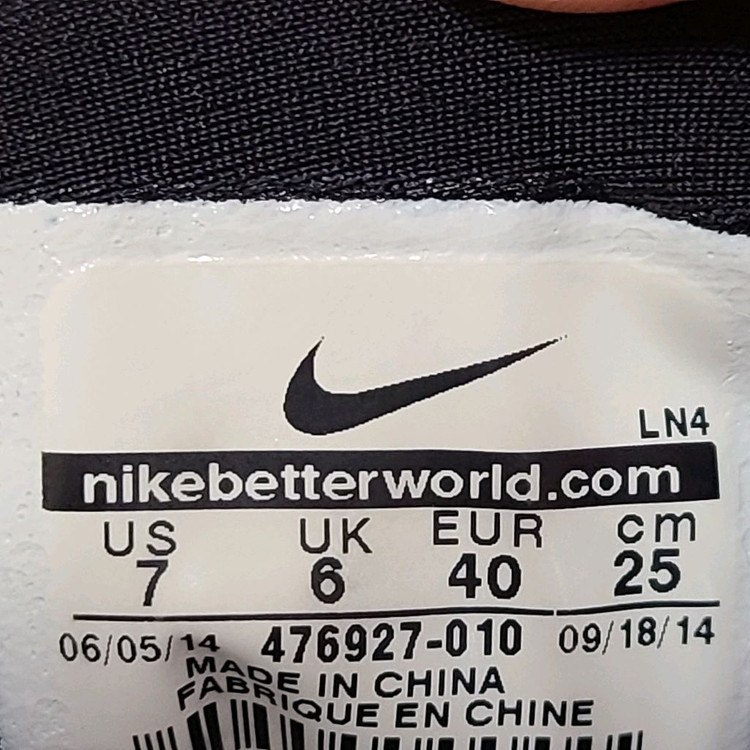 LN4
nikebetterworld.com
US UK EUR cm
7 6 40 25
06/05/14 476927-010 09/18/14
MADE IN CHINA
FABRIQUE EN CHINE